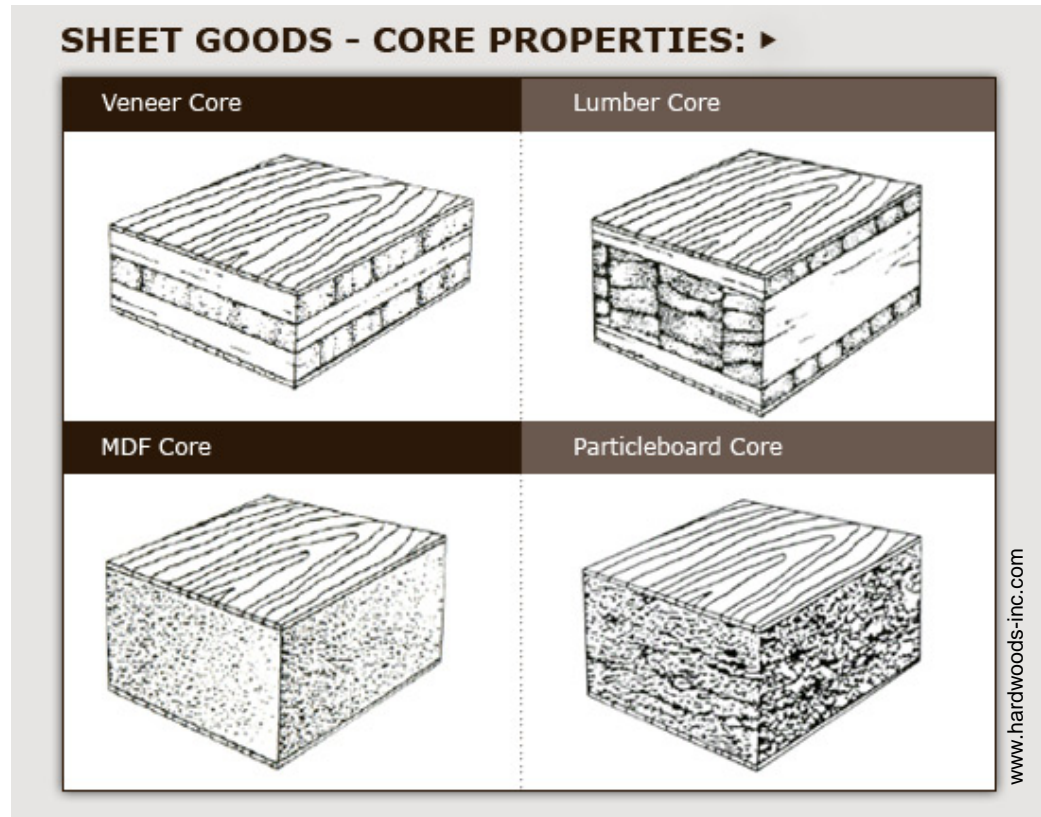 SHEET GOODS - CORE PROPERTIES:
Veneer Core
Lumber Core
MDF Core
Particleboard Core
www.hardwoods-inc.com